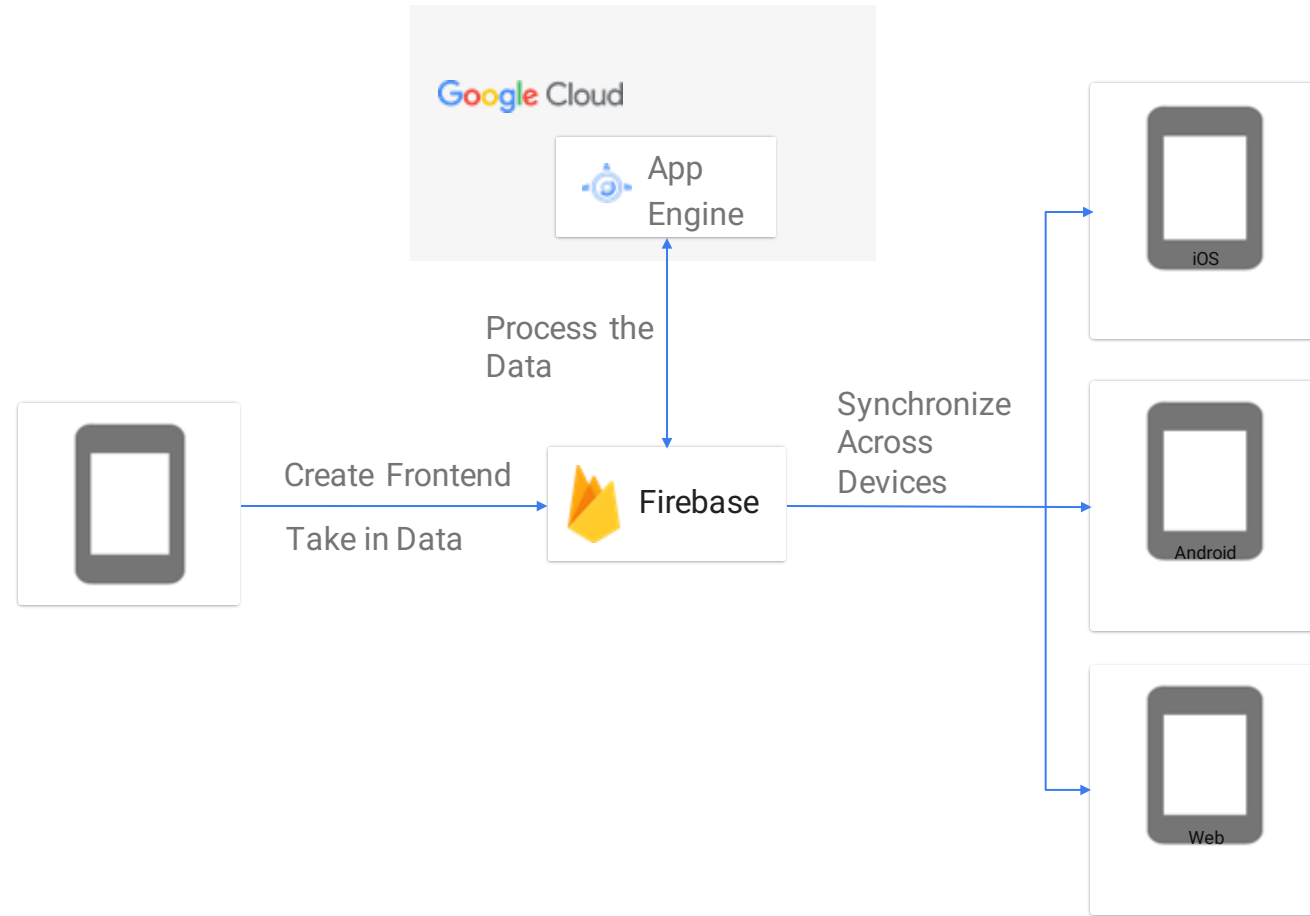 Google Cloud
App
Engine
Process the
Data
Create Frontend
Take in Data
Firebase
Synchronize
Across
Devices
iOS
Android
Web